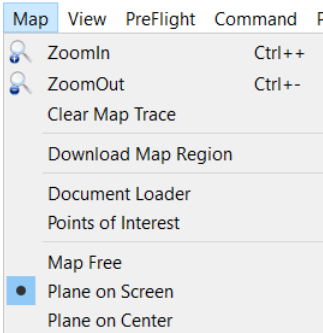 Map View PreFlight Command
ZoomIn Ctrl++
ZoomOut Ctrl+-
Clear Map Trace
Download Map Region
Document Loader
Points of Interest
Map Free
Plane on Screen
Plane on Center